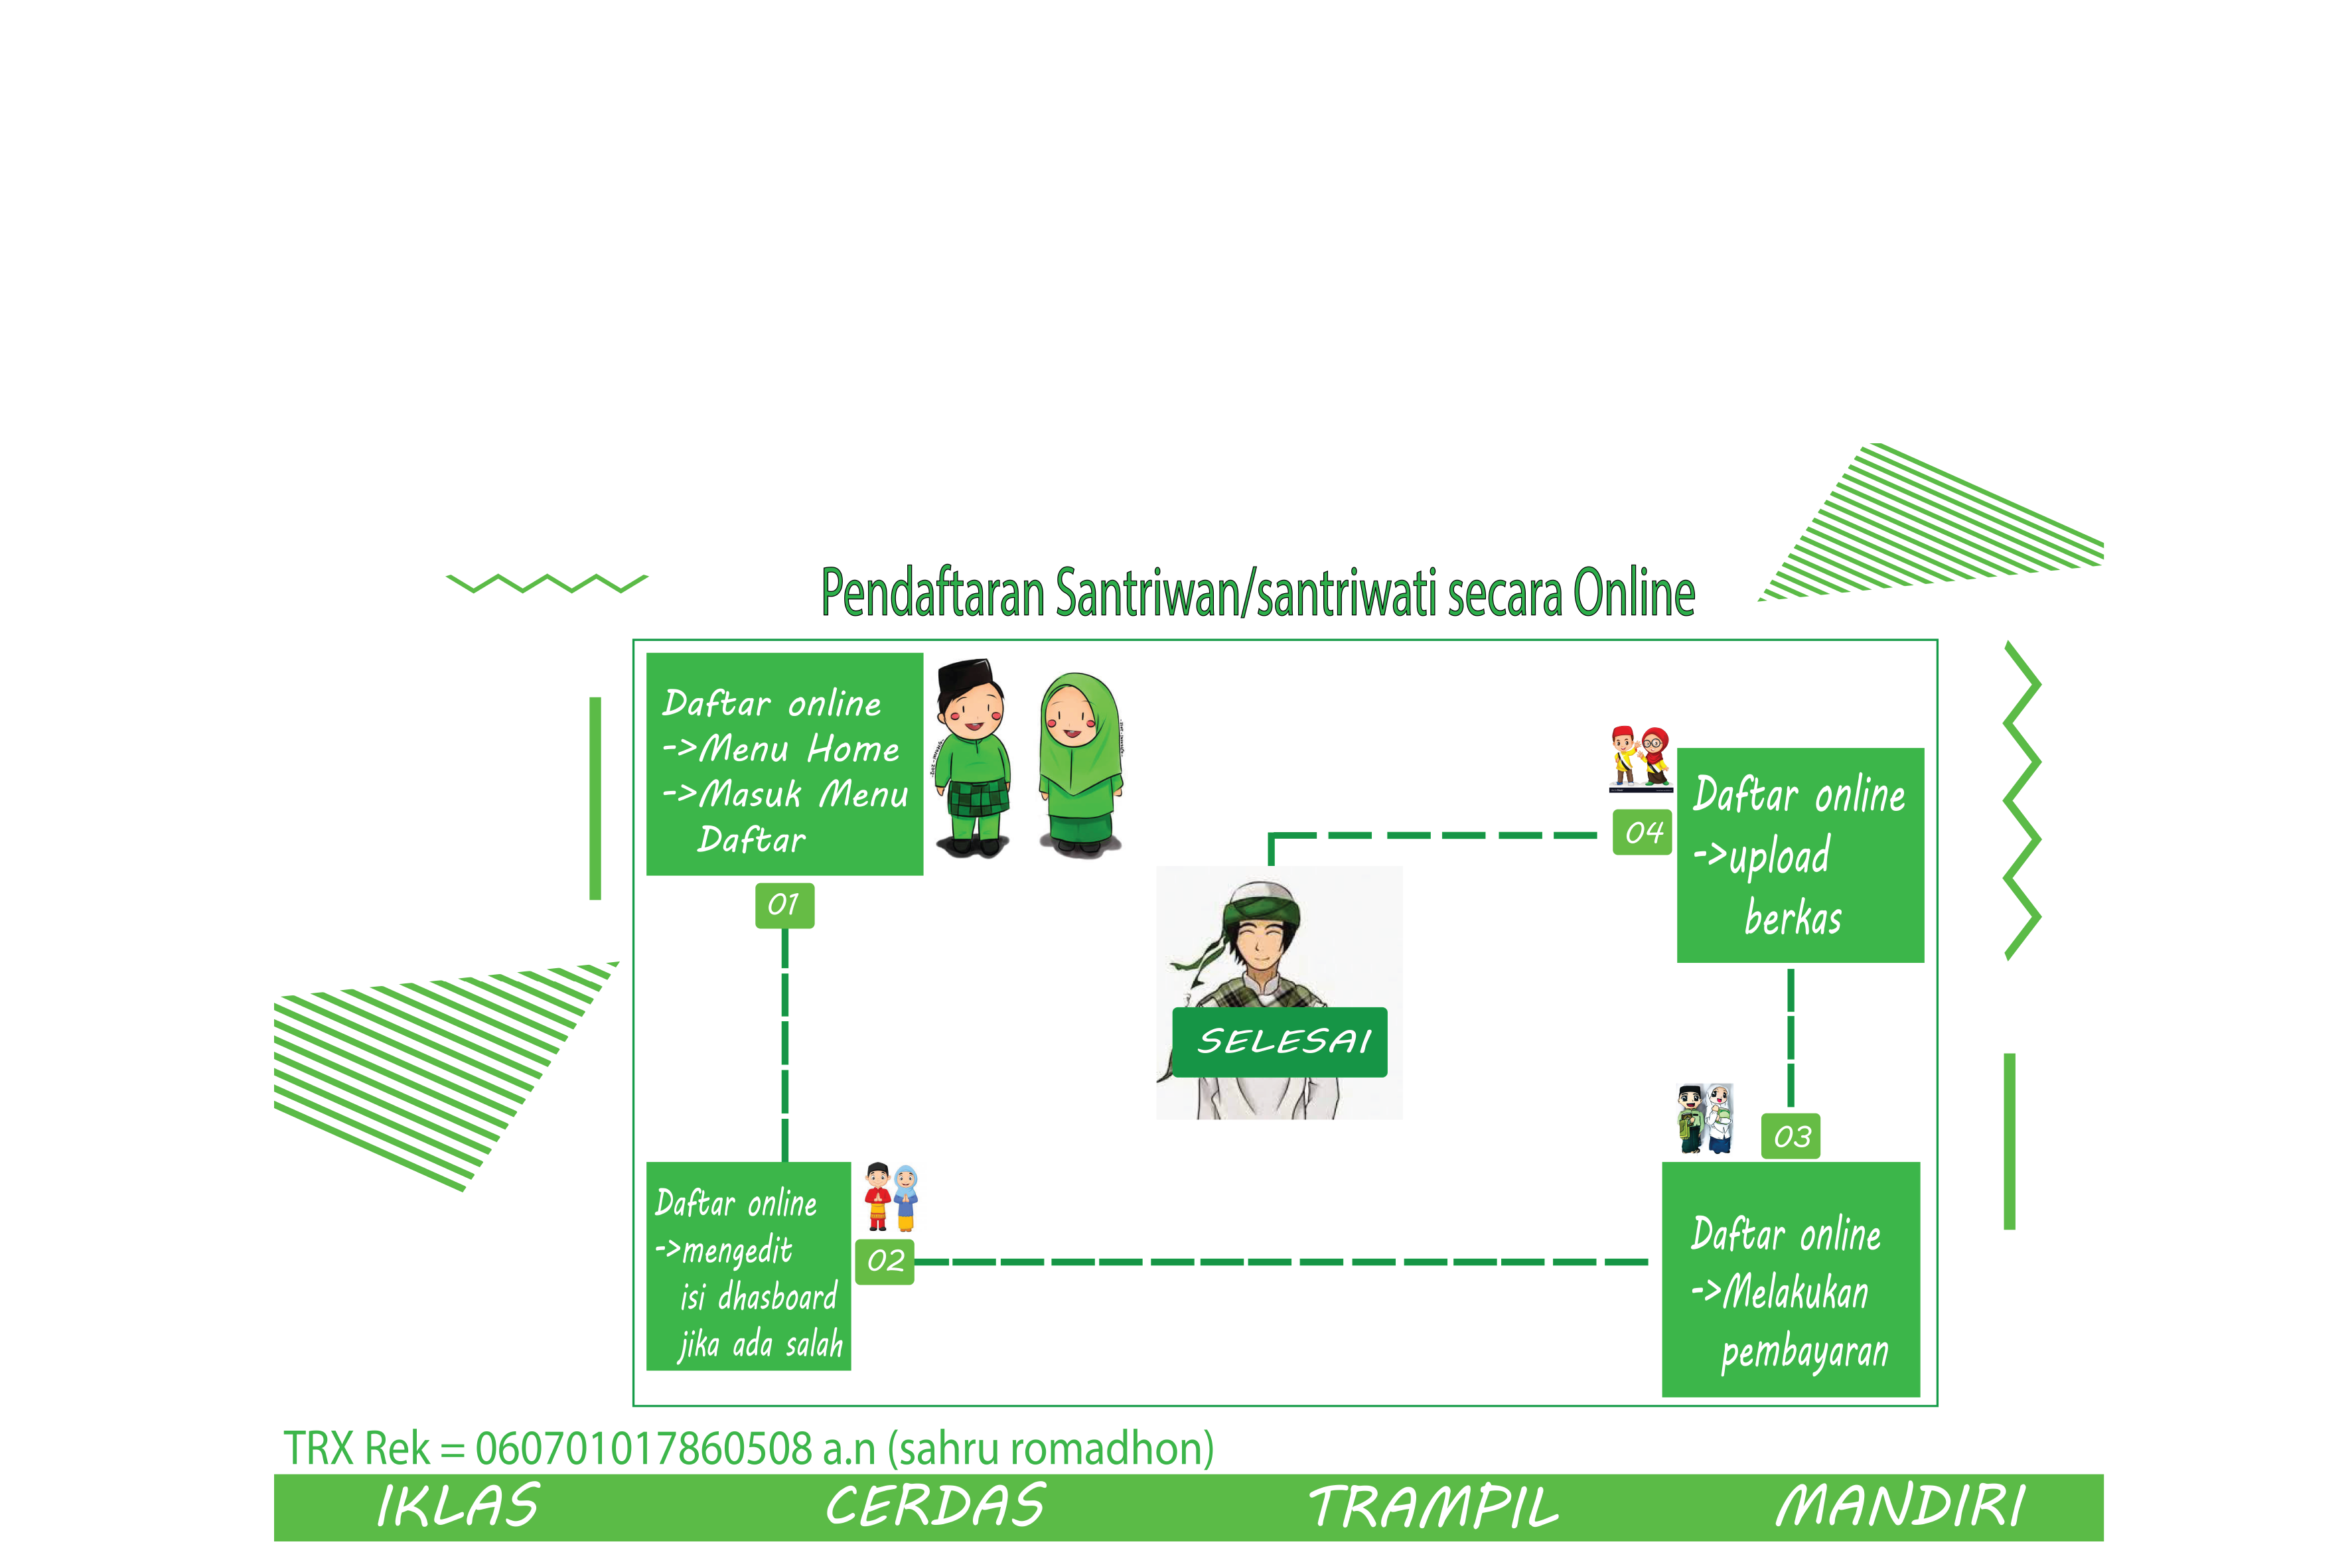 Pendaftaran Santriwan/santriwati secara Online
Daftar online
->Menu Home
->Masuk Menu
Daftar
01
Daftar online
->mengedit
isi dhasboard
jika ada salah
02
Daftar online
->Melakukan
pembayaran
03
Daftar online
->upload
berkas
04
SELESAI
TRX Rek = 060701017860508 a.n (sahru romadhon)
IKLAS CERDAS TRAMPIL MANDIRI